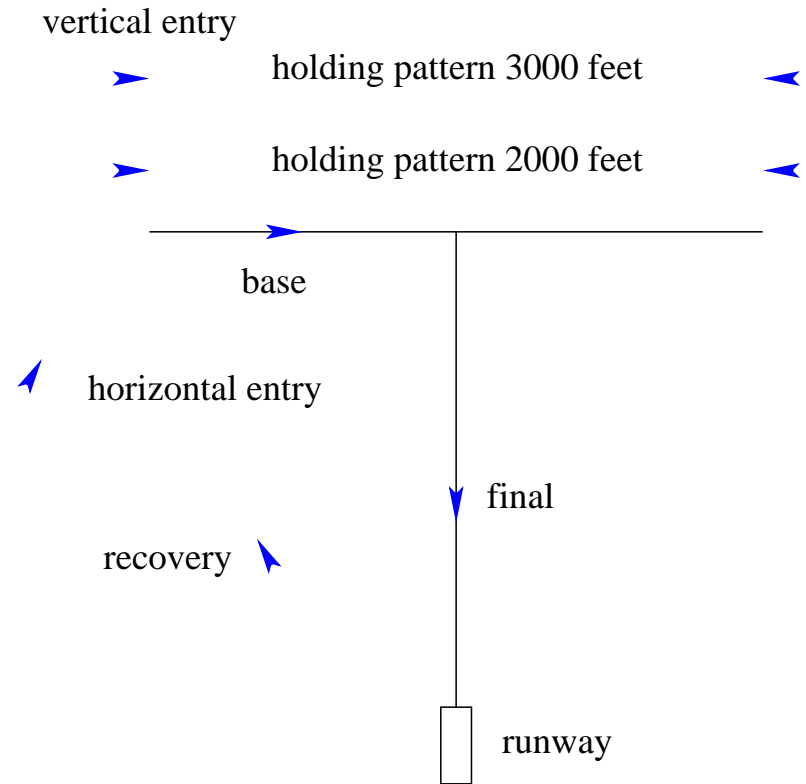 vertical entry
holding pattern 3000 feet
holding pattern 2000 feet
base
horizontal entry
final
recovery
runway